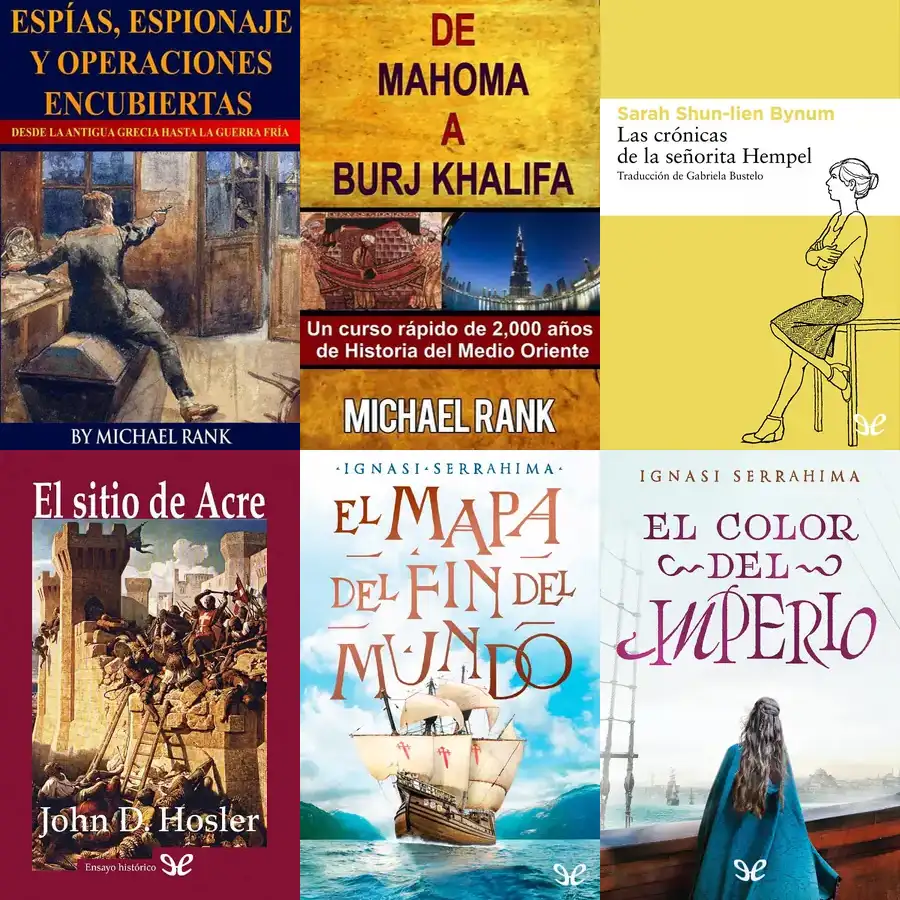 ESPÍAS, ESPIONAJE
Y OPERACIONES
ENCUBIERTAS
DESDE LA ANTIGUA GRECIA HASTA LA GUERRA FRÍA
BY MICHAEL RANK
DE
MAHOMA
A
BURJ KHALIFA
Un curso rápido de 2,000 años
de Historia del Medio Oriente
MICHAEL RANK
Sarah Shun-lien Bynum
Las crónicas
de la señorita Hempel
Traducción de Gabriela Bustelo
El sitio de Acre
John D. Hosler
Ensayo histórico
·IGNASI·SERRAHIMA·
EL MAPA
DEL FIN DEL
MUNDO
IGNASI SERRAHIMA
EL COLOR
DEL
IMPERIO